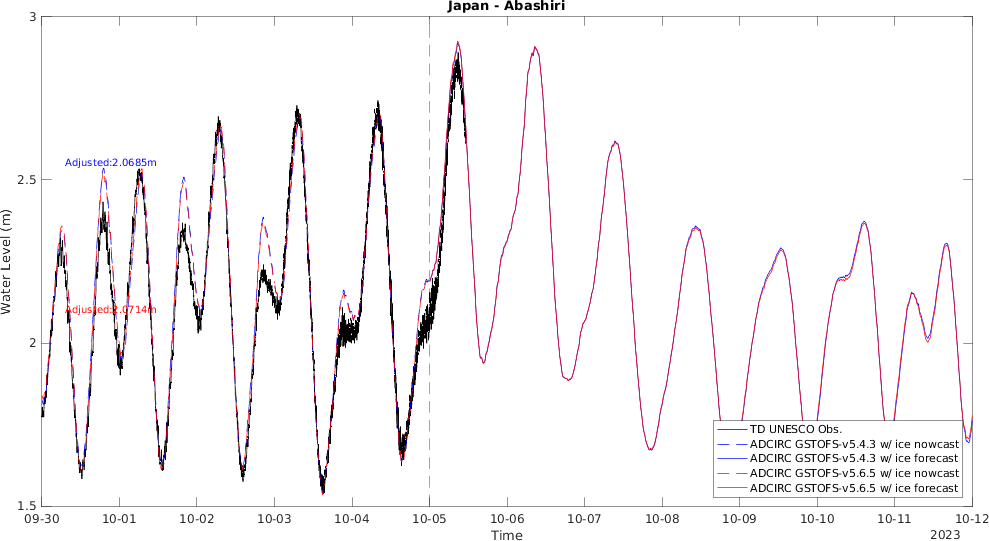 Japan - Abashiri
3
2.5
2
1.5
Water Level (m)
Adjusted:2.0685m
Adjusted:2.0714m
TD UNESCO Obs.
ADCIRC GSTOFS-v5.4.3 w/ ice nowcast
ADCIRC GSTOFS-v5.4.3 w/ ice forecast
ADCIRC GSTOFS-v5.6.5 w/ ice nowcast
ADCIRC GSTOFS-v5.6.5 w/ ice forecast
09-30 10-01 10-02 10-03 10-04 10-05 10-06 10-07 10-08 10-09 10-10 10-11 10-12
2023
Time